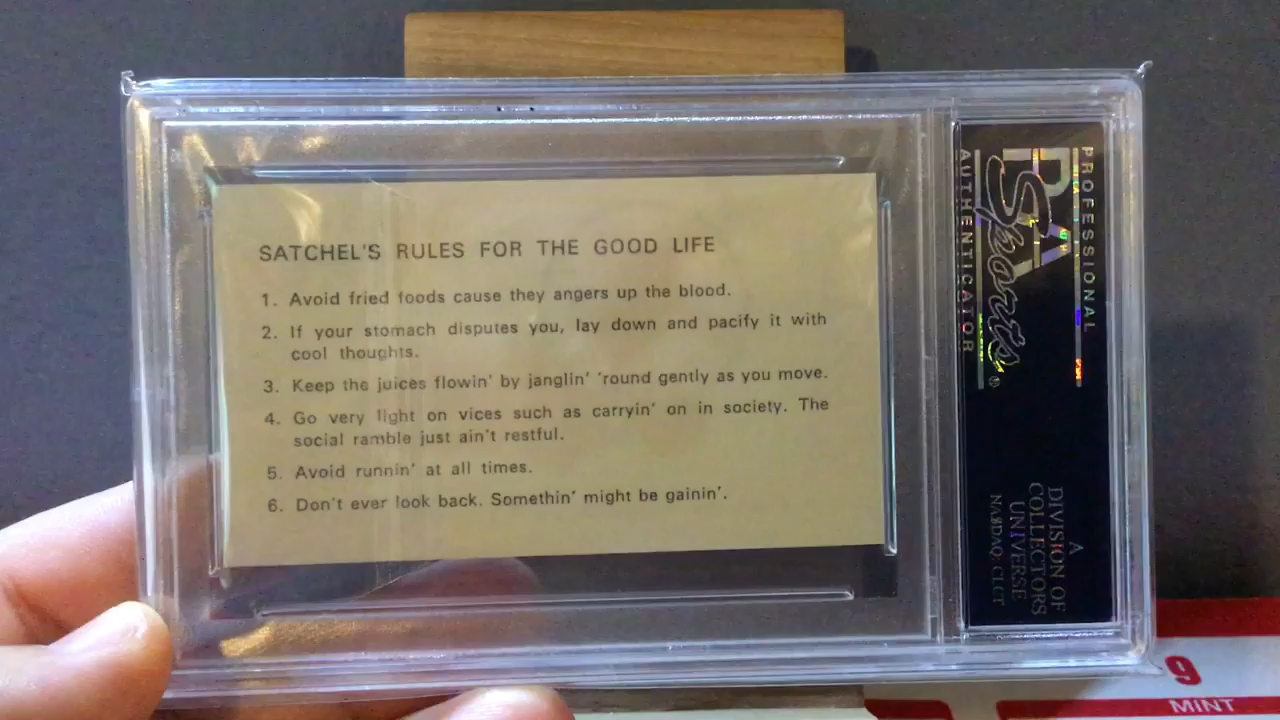 SATCHEL'S RULES FOR THE GOOD LIFE
1. Avoid fried foods cause they angers up the blood.
2. If your stomach disputes you, lay down and pacify it with
cool thoughts.
3. Keep the juices flowin' by janglin' 'round gently as you move.
4. Go very light on vices such as carryin' on in society. The
social ramble just ain't restful.
5. Avoid runnin' at all times.
6. Don't ever look back. Somethin' might be gainin'.
PROFESSIONAL
PSA
Sports®
AUTHENTICATOR
A
DIVISION OF
COLLECTORS
UNIVERSE
NASDAQ: CLCT
9
MINT